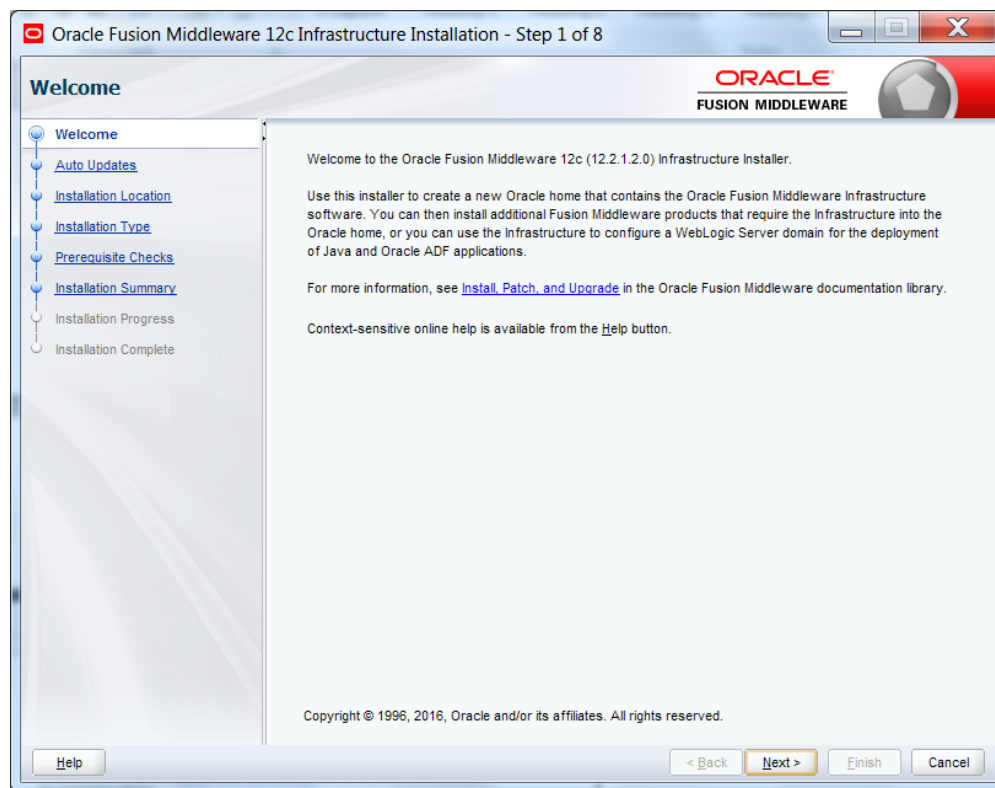 Oracle Fusion Middleware 12c Infrastructure Installation - Step 1 of 8
Welcome
ORACLE
FUSION MIDDLEWARE
Welcome
Auto Updates
Installation Location
Installation Type
Prerequisite Checks
Installation Summary
Installation Progress
Installation Complete
Welcome to the Oracle Fusion Middleware 12c (12.2.1.2.0) Infrastructure Installer.
Use this installer to create a new Oracle home that contains the Oracle Fusion Middleware Infrastructure
software. You can then install additional Fusion Middleware products that require the Infrastructure into the
Oracle home, or you can use the Infrastructure to configure a WebLogic Server domain for the deployment
of Java and Oracle ADF applications.
For more information, see Install, Patch, and Upgrade in the Oracle Fusion Middleware documentation library.
Context-sensitive online help is available from the Help button.
Copyright © 1996, 2016, Oracle and/or its affiliates. All rights reserved.
Help
< Back
Next >
Finish
Cancel